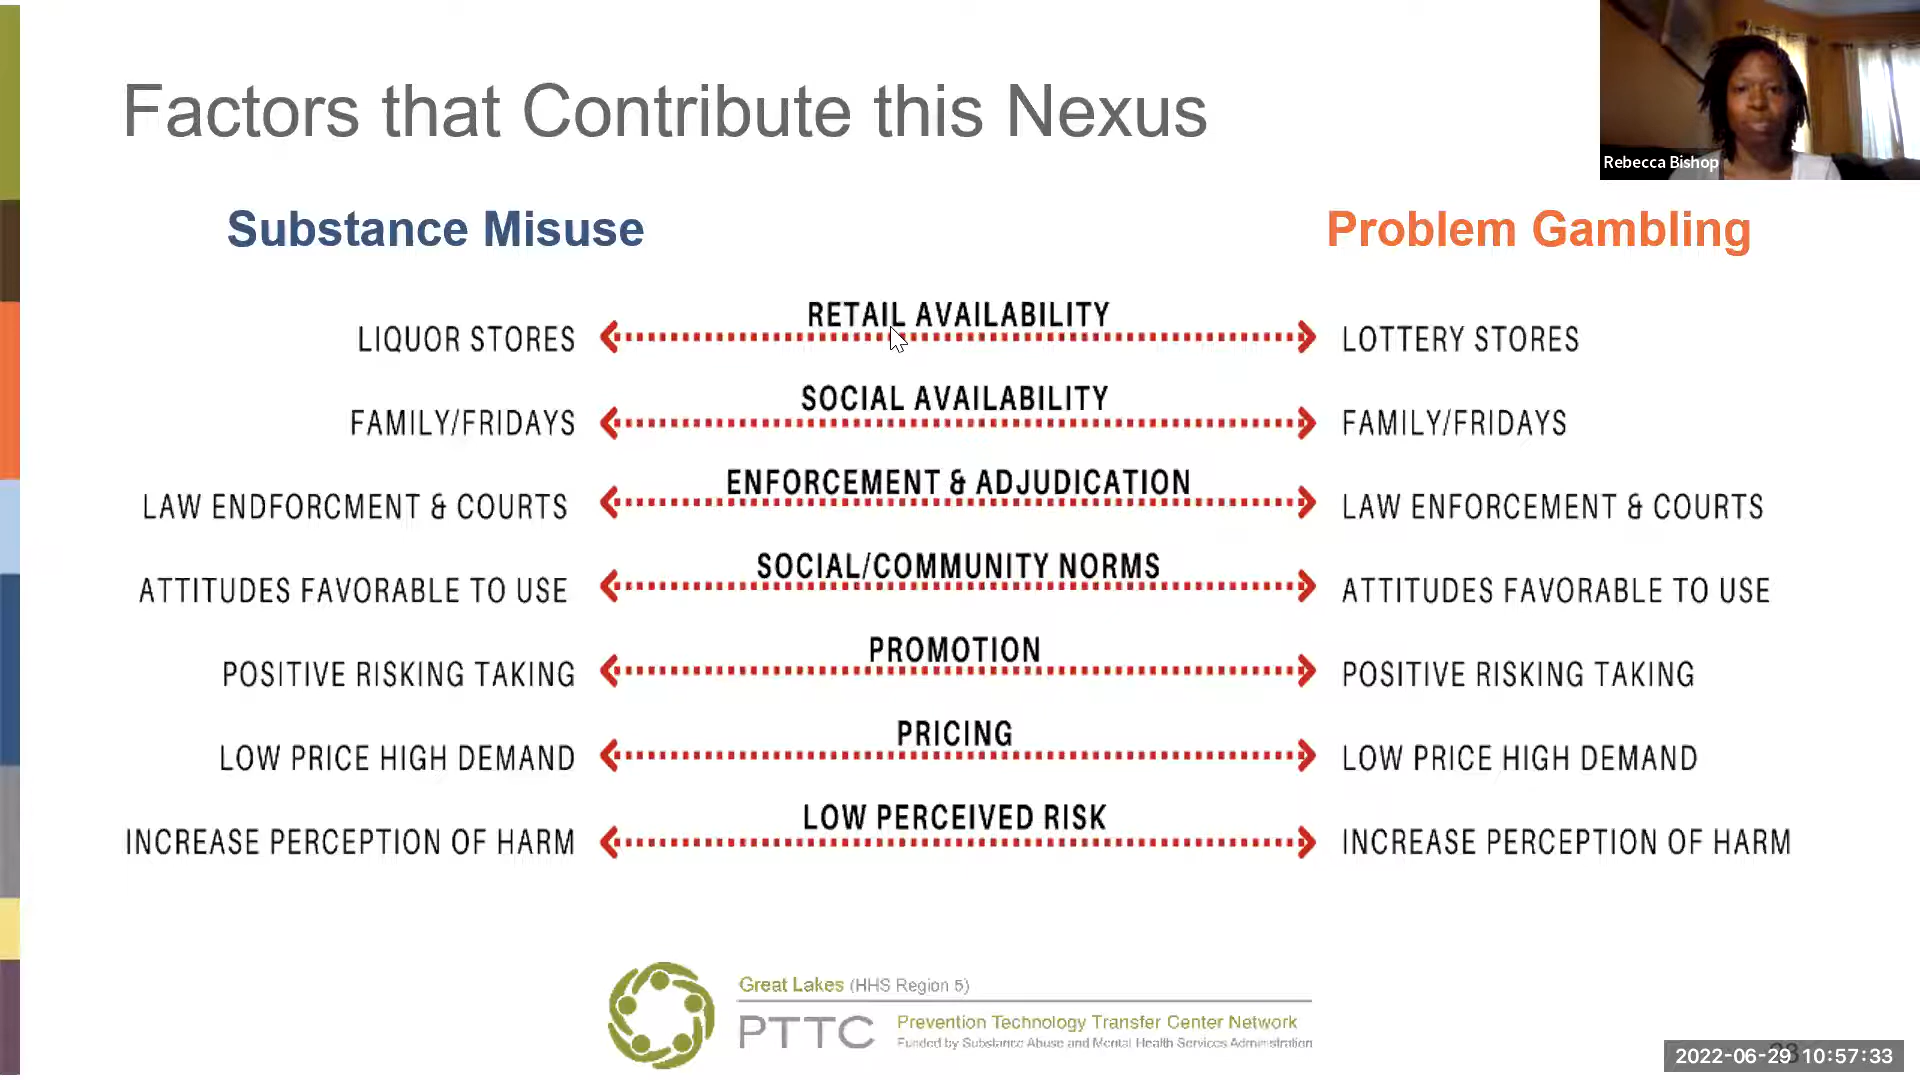 Factors that Contribute this Nexus
Rebecca Bishop
Substance Misuse
Problem Gambling
RETAIL AVAILABILITY
LIQUOR STORES
LOTTERY STORES
SOCIAL AVAILABILITY
FAMILY/FRIDAYS
FAMILY/FRIDAYS
ENFORCEMENT & ADJUDICATION
LAW ENDFORCMENT & COURTS
LAW ENFORCEMENT & COURTS
SOCIAL/COMMUNITY NORMS
ATTITUDES FAVORABLE TO USE
ATTITUDES FAVORABLE TO USE
PROMOTION
POSITIVE RISKING TAKING
POSITIVE RISKING TAKING
PRICING
LOW PRICE HIGH DEMAND
LOW PRICE HIGH DEMAND
LOW PERCEIVED RISK
INCREASE PERCEPTION OF HARM
INCREASE PERCEPTION OF HARM
Great Lakes (HHS Region 5)
PTTC
Prevention Technology Transfer Center Network
Funded by Substance Abuse and Mental Health Services Administration
2022-06-29 10:57:33